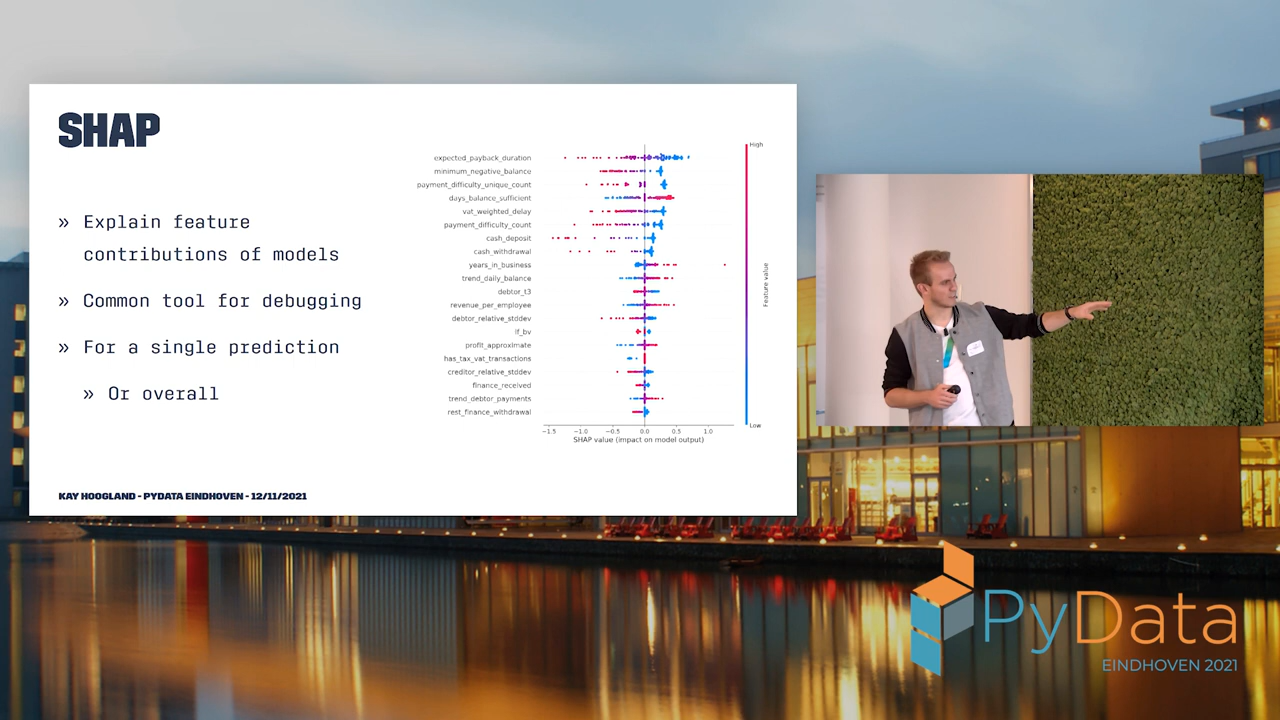 SHAP
» Explain feature
contributions of models
» Common tool for debugging
» For a single prediction
» Or overall
expected_payback_duration
minimum_negative_balance
payment_difficulty_unique_count
days_balance_sufficient
vat_weighted_delay
payment_difficulty_count
cash_deposit
cash_withdrawal
years_in_business
trend_daily_balance
debtor_t3
revenue_per_employee
debtor_relative_stddev
lf_bv
profit_approximate
has_tax_vat_transactions
creditor_relative_stddev
finance_received
trend_debtor_payments
rest_finance_withdrawal
−1.5 −1.0 −0.5 0.0 0.5 1.0
SHAP value (impact on model output)
High
Feature value
Low
KAY HOOGLAND - PYDATA EINDHOVEN - 12/11/2021
PyData
EINDHOVEN 2021